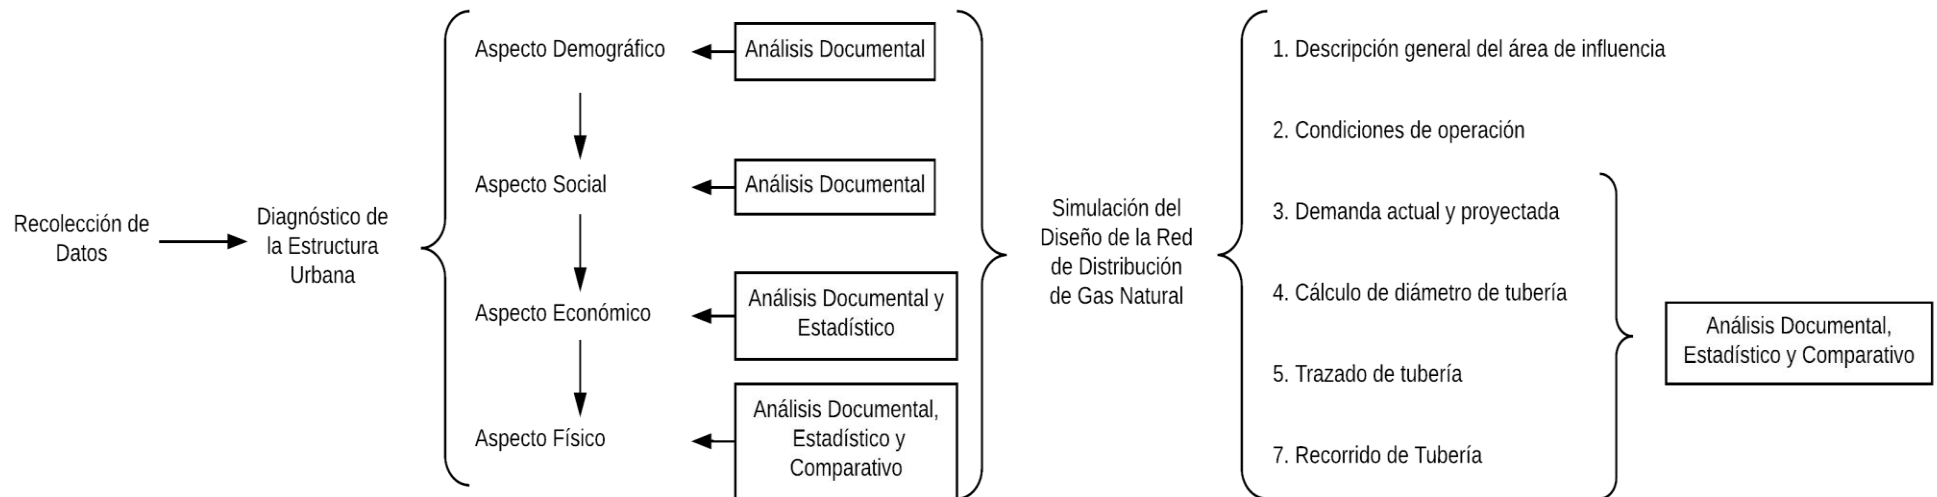 Recolección de
Datos
Diagnóstico de
la Estructura
Urbana
Aspecto Demográfico
Análisis Documental
Aspecto Social
Análisis Documental
Aspecto Económico
Análisis Documental y
Estadístico
Aspecto Físico
Análisis Documental,
Estadístico y
Comparativo
Simulación del
Diseño de la Red
de Distribución
de Gas Natural
1. Descripción general del área de influencia
2. Condiciones de operación
3. Demanda actual y proyectada
4. Cálculo de diámetro de tubería
5. Trazado de tubería
7. Recorrido de Tubería
Análisis Documental,
Estadístico y Comparativo